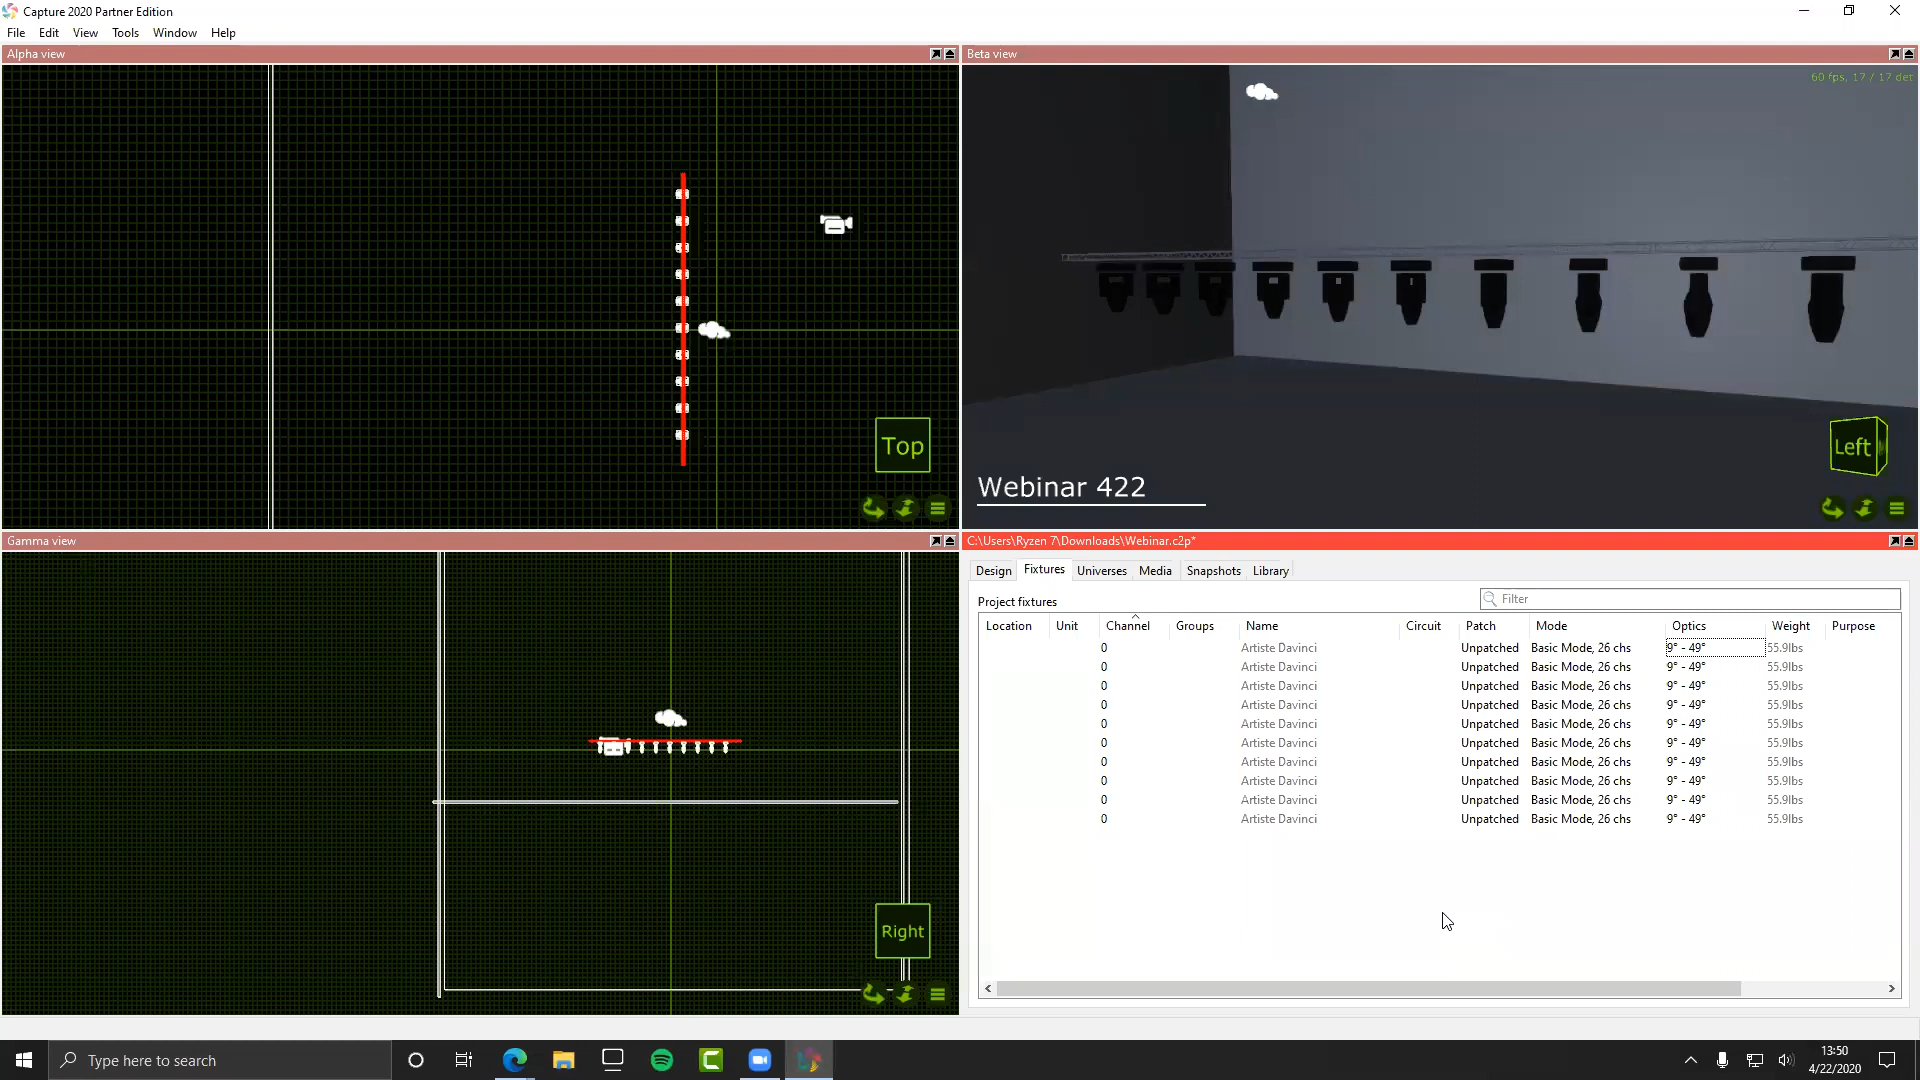 Capture 2020 Partner Edition
File Edit View Tools Window Help
Alpha view
Top
Beta view
60 fps, 17 / 17 det
Left
Webinar 422
Gamma view
Right
C:\Users\Ryzen 7\Downloads\Webinar.c2p*
Design Fixtures Universes Media Snapshots Library
Project fixtures Filter
Location Unit Channel Groups Name Circuit Patch Mode Optics Weight Purpose
0 Artiste Davinci Unpatched Basic Mode, 26 chs 9° - 49° 55.9lbs
0 Artiste Davinci Unpatched Basic Mode, 26 chs 9° - 49° 55.9lbs
0 Artiste Davinci Unpatched Basic Mode, 26 chs 9° - 49° 55.9lbs
0 Artiste Davinci Unpatched Basic Mode, 26 chs 9° - 49° 55.9lbs
0 Artiste Davinci Unpatched Basic Mode, 26 chs 9° - 49° 55.9lbs
0 Artiste Davinci Unpatched Basic Mode, 26 chs 9° - 49° 55.9lbs
0 Artiste Davinci Unpatched Basic Mode, 26 chs 9° - 49° 55.9lbs
0 Artiste Davinci Unpatched Basic Mode, 26 chs 9° - 49° 55.9lbs
0 Artiste Davinci Unpatched Basic Mode, 26 chs 9° - 49° 55.9lbs
0 Artiste Davinci Unpatched Basic Mode, 26 chs 9° - 49° 55.9lbs
Type here to search
13:50
4/22/2020